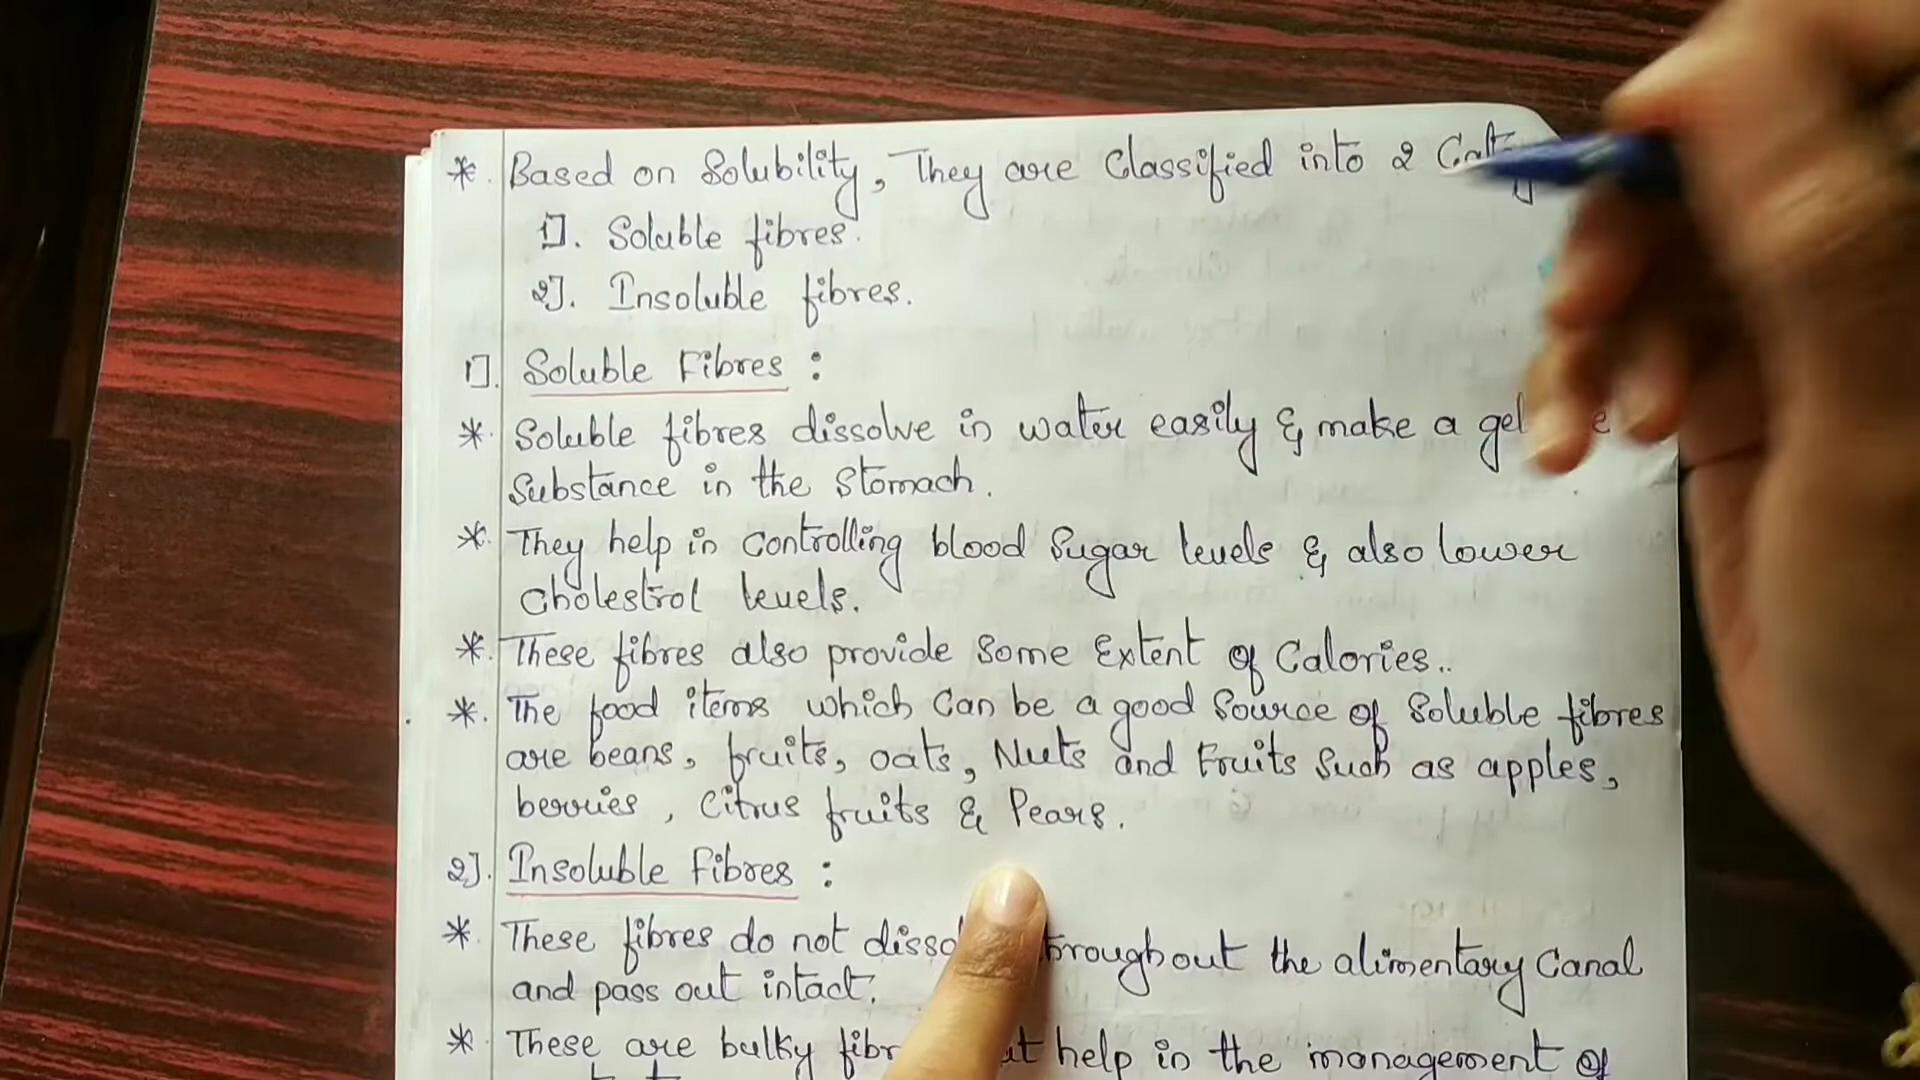 * Based on Solubility, They are Classified into 2
1]. Soluble fibres.
2]. Insoluble fibres.
1]. Soluble Fibres :
* Soluble fibres dissolve in water easily & make a gel
Substance in the Stomach.
* They help in controlling blood Sugar levels & also lower
Cholestrol levels.
* These fibres also provide Some Extent of Calories..
* The food items which Can be a good Source of Soluble fibres
are beans, fruits, oats, Nuts and Fruits Such as apples,
berries, Citrus fruits & Pears.
2]. Insoluble Fibres :
* These fibres do not throughout the alimentary Canal
and pass out intact.
* These are bulky help in the management of